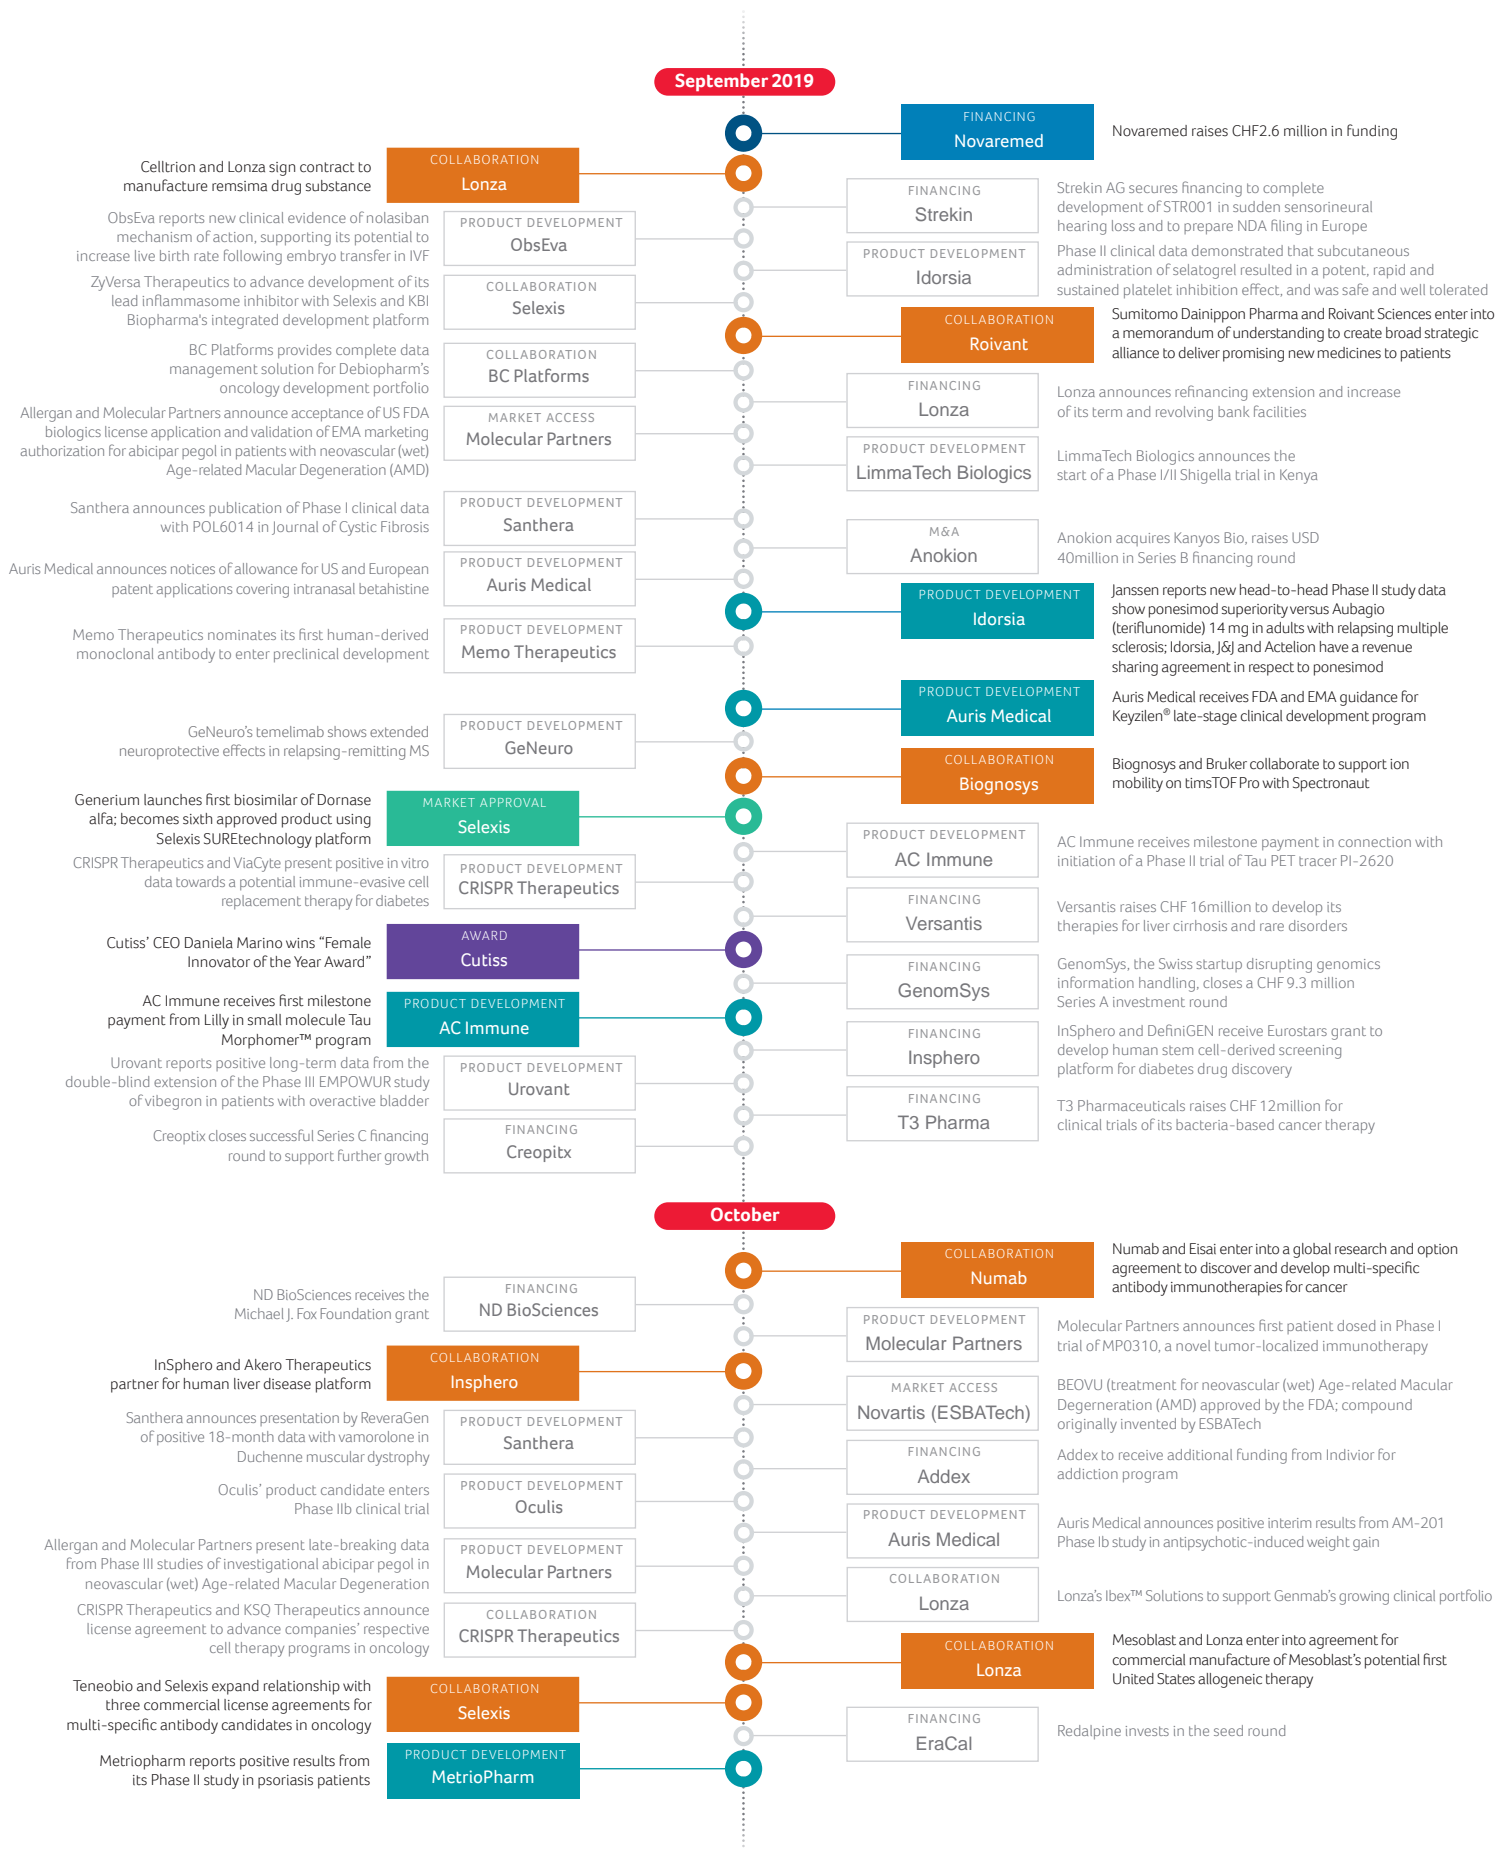 September 2019
FINANCING
Novaremed
Novaremed raises CHF2.6 million in funding
Celltrion and Lonza sign contract to
manufacture remsima drug substance
COLLABORATION
Lonza
FINANCING
Strekin
Strekin AG secures financing to complete
development of STR001 in sudden sensorineural
hearing loss and to prepare NDA filing in Europe
ObsEva reports new clinical evidence of nolasiban
mechanism of action, supporting its potential to
increase live birth rate following embryo transfer in IVF
PRODUCT DEVELOPMENT
ObsEva
PRODUCT DEVELOPMENT
Idorsia
Phase II clinical data demonstrated that subcutaneous
administration of selatogrel resulted in a potent, rapid and
sustained platelet inhibition effect, and was safe and well tolerated
ZyVersa Therapeutics to advance development of its
lead inflammasome inhibitor with Selexis and KBI
Biopharma's integrated development platform
COLLABORATION
Selexis
COLLABORATION
Roivant
Sumitomo Dainippon Pharma and Roivant Sciences enter into
a memorandum of understanding to create broad strategic
alliance to deliver promising new medicines to patients
BC Platforms provides complete data
management solution for Debiopharm's
oncology development portfolio
COLLABORATION
BC Platforms
FINANCING
Lonza
Lonza announces refinancing extension and increase
of its term and revolving bank facilities
Allergan and Molecular Partners announce acceptance of US FDA
biologics license application and validation of EMA marketing
authorization for abicipar pegol in patients with neovascular (wet)
Age-related Macular Degeneration (AMD)
MARKET ACCESS
Molecular Partners
PRODUCT DEVELOPMENT
LimmaTech Biologics
LimmaTech Biologics announces the
start of a Phase I/II Shigella trial in Kenya
Santhera announces publication of Phase I clinical data
with POL6014 in Journal of Cystic Fibrosis
PRODUCT DEVELOPMENT
Santhera
M&A
Anokion
Anokion acquires Kanyos Bio, raises USD
40million in Series B financing round
Auris Medical announces notices of allowance for US and European
patent applications covering intranasal betahistine
PRODUCT DEVELOPMENT
Auris Medical
PRODUCT DEVELOPMENT
Idorsia
Janssen reports new head-to-head Phase II study data
show ponesimod superiority versus Aubagio
(teriflunomide) 14 mg in adults with relapsing multiple
sclerosis; Idorsia, J&J and Actelion have a revenue
sharing agreement in respect to ponesimod
Memo Therapeutics nominates its first human-derived
monoclonal antibody to enter preclinical development
PRODUCT DEVELOPMENT
Memo Therapeutics
PRODUCT DEVELOPMENT
Auris Medical
Auris Medical receives FDA and EMA guidance for
Keyzilen® late-stage clinical development program
GeNeuro's temelimab shows extended
neuroprotective effects in relapsing-remitting MS
PRODUCT DEVELOPMENT
GeNeuro
COLLABORATION
Biognosys
Biognosys and Bruker collaborate to support ion
mobility on timsTOF Pro with Spectronaut
Generium launches first biosimilar of Dornase
alfa; becomes sixth approved product using
Selexis SUREtechnology platform
MARKET APPROVAL
Selexis
PRODUCT DEVELOPMENT
AC Immune
AC Immune receives milestone payment in connection with
initiation of a Phase II trial of Tau PET tracer PI-2620
CRISPR Therapeutics and ViaCyte present positive in vitro
data towards a potential immune-evasive cell
replacement therapy for diabetes
PRODUCT DEVELOPMENT
CRISPR Therapeutics
FINANCING
Versantis
Versantis raises CHF 16million to develop its
therapies for liver cirrhosis and rare disorders
Cutiss' CEO Daniela Marino wins "Female
Innovator of the Year Award"
AWARD
Cutiss
FINANCING
GenomSys
GenomSys, the Swiss startup disrupting genomics
information handling, closes a CHF 9.3 million
Series A investment round
AC Immune receives first milestone
payment from Lilly in small molecule Tau
Morphomer™ program
PRODUCT DEVELOPMENT
AC Immune
FINANCING
Insphero
InSphero and DefiniGEN receive Eurostars grant to
develop human stem cell-derived screening
platform for diabetes drug discovery
Urovant reports positive long-term data from the
double-blind extension of the Phase III EMPOWUR study
of vibegron in patients with overactive bladder
PRODUCT DEVELOPMENT
Urovant
FINANCING
T3 Pharma
T3 Pharmaceuticals raises CHF 12million for
clinical trials of its bacteria-based cancer therapy
Creoptix closes successful Series C financing
round to support further growth
FINANCING
Creopitx
October
COLLABORATION
Numab
Numab and Eisai enter into a global research and option
agreement to discover and develop multi-specific
antibody immunotherapies for cancer
ND BioSciences receives the
Michael J. Fox Foundation grant
FINANCING
ND BioSciences
PRODUCT DEVELOPMENT
Molecular Partners
Molecular Partners announces first patient dosed in Phase I
trial of MP0310, a novel tumor-localized immunotherapy
InSphero and Akero Therapeutics
partner for human liver disease platform
COLLABORATION
Insphero
MARKET ACCESS
Novartis (ESBATech)
BEOVU (treatment for neovascular (wet) Age-related Macular
Degerneration (AMD) approved by the FDA; compound
originally invented by ESBATech
Santhera announces presentation by ReveraGen
of positive 18-month data with vamorolone in
Duchenne muscular dystrophy
PRODUCT DEVELOPMENT
Santhera
FINANCING
Addex
Addex to receive additional funding from Indivior for
addiction program
Oculis' product candidate enters
Phase IIb clinical trial
PRODUCT DEVELOPMENT
Oculis
PRODUCT DEVELOPMENT
Auris Medical
Auris Medical announces positive interim results from AM-201
Phase Ib study in antipsychotic-induced weight gain
Allergan and Molecular Partners present late-breaking data
from Phase III studies of investigational abicipar pegol in
neovascular (wet) Age-related Macular Degeneration
PRODUCT DEVELOPMENT
Molecular Partners
COLLABORATION
Lonza
Lonza's Ibex™ Solutions to support Genmab's growing clinical portfolio
CRISPR Therapeutics and KSQ Therapeutics announce
license agreement to advance companies' respective
cell therapy programs in oncology
COLLABORATION
CRISPR Therapeutics
COLLABORATION
Lonza
Mesoblast and Lonza enter into agreement for
commercial manufacture of Mesoblast's potential first
United States allogeneic therapy
Teneobio and Selexis expand relationship with
three commercial license agreements for
multi-specific antibody candidates in oncology
COLLABORATION
Selexis
FINANCING
EraCal
Redalpine invests in the seed round
Metriopharm reports positive results from
its Phase II study in psoriasis patients
PRODUCT DEVELOPMENT
MetrioPharm